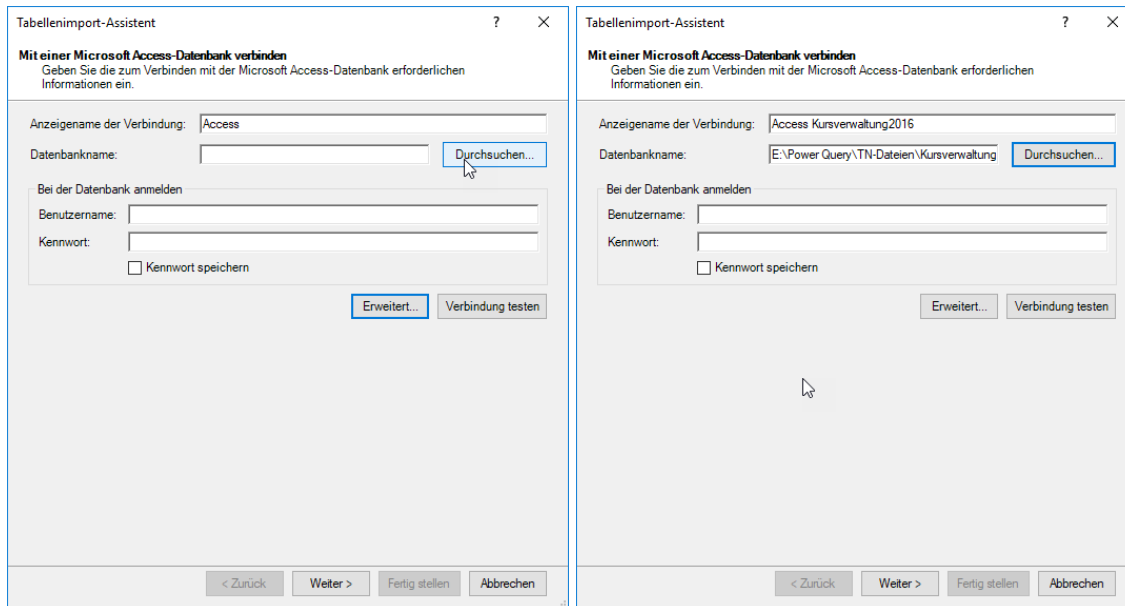 Tabellenimport-Assistent
?
Mit einer Microsoft Access-Datenbank verbinden
Geben Sie die zum Verbinden mit der Microsoft Access-Datenbank erforderlichen
Informationen ein.
Anzeigename der Verbindung: Access
Datenbankname: Durchsuchen...
Bei der Datenbank anmelden
Benutzername:
Kennwort:
Kennwort speichern
Erweitert... Verbindung testen
< Zurück Weiter > Fertig stellen Abbrechen
Tabellenimport-Assistent
?
Mit einer Microsoft Access-Datenbank verbinden
Geben Sie die zum Verbinden mit der Microsoft Access-Datenbank erforderlichen
Informationen ein.
Anzeigename der Verbindung: Access Kursverwaltung2016
Datenbankname: E:\Power Query\TN-Dateien\Kursverwaltung Durchsuchen...
Bei der Datenbank anmelden
Benutzername:
Kennwort:
Kennwort speichern
Erweitert... Verbindung testen
< Zurück Weiter > Fertig stellen Abbrechen